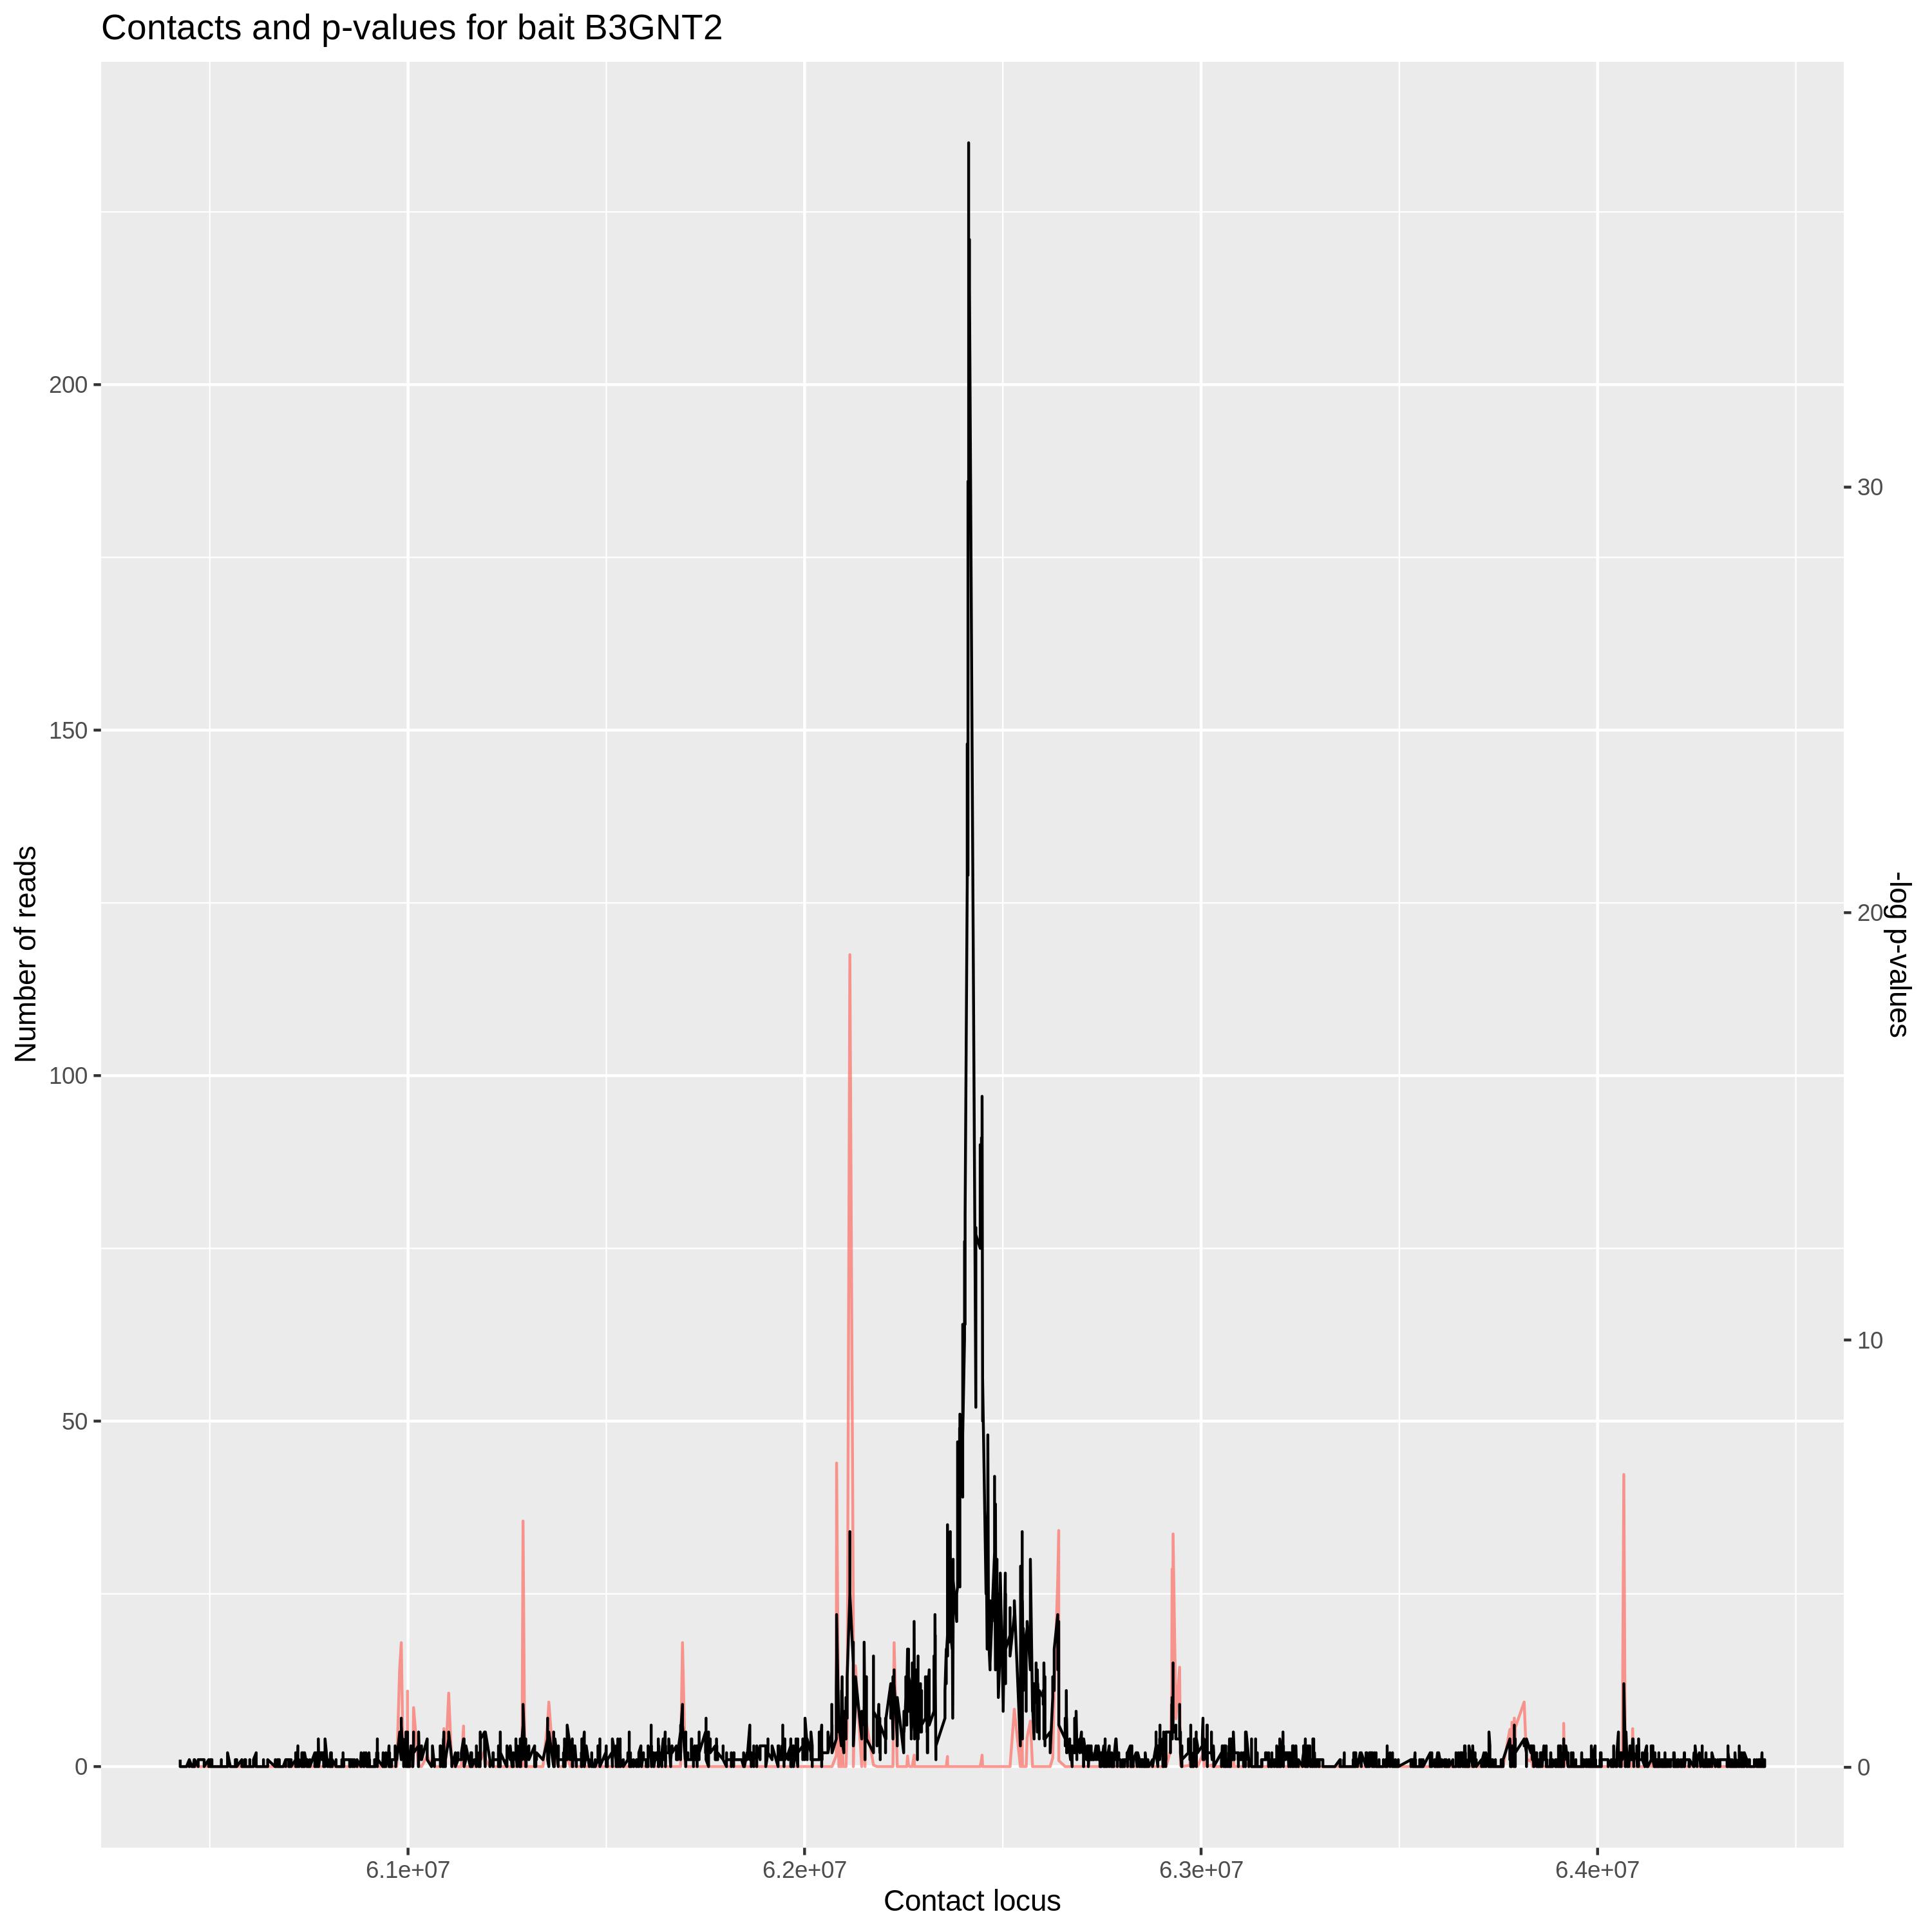 Contacts and p-values for bait B3GNT2
200
150
100
50
0
Number of reads
30
20
10
0
-log p-values
6.1e+07
6.2e+07
6.3e+07
6.4e+07
Contact locus